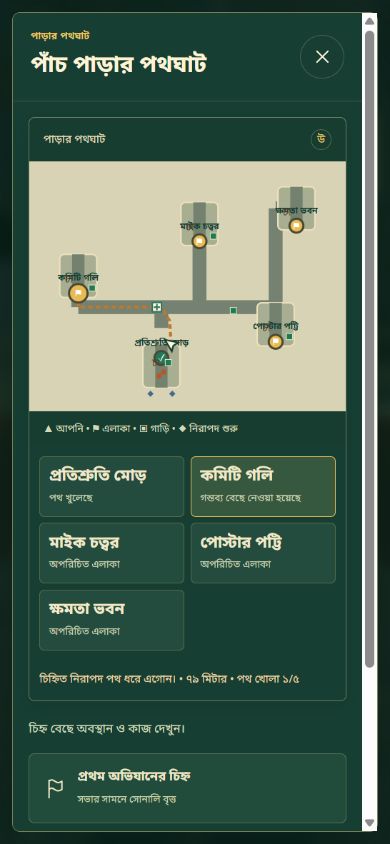 পাড়ার পথঘাট
পাঁচ পাড়ার পথঘাট
পাড়ার পথঘাট
উ
মাইক চত্বর
ক্ষমতা ভবন
কমিটি গলি
পোস্টার পট্টি
প্রতিশ্রুতি মোড়
▲ আপনি • ⚑ এলাকা • ▣ গাড়ি • ◆ নিরাপদ শুরু
প্রতিশ্রুতি মোড়
পথ খুলেছে
কমিটি গলি
গন্তব্য বেছে নেওয়া হয়েছে
মাইক চত্বর
অপরিচিত এলাকা
পোস্টার পট্টি
অপরিচিত এলাকা
ক্ষমতা ভবন
অপরিচিত এলাকা
চিহ্নিত নিরাপদ পথ ধরে এগোন। • ৭৯ মিটার • পথ খোলা ১/৫
চিহ্ন বেছে অবস্থান ও কাজ দেখুন।
প্রথম অভিযানের চিহ্ন
সভার সামনে সোনালি বৃত্ত